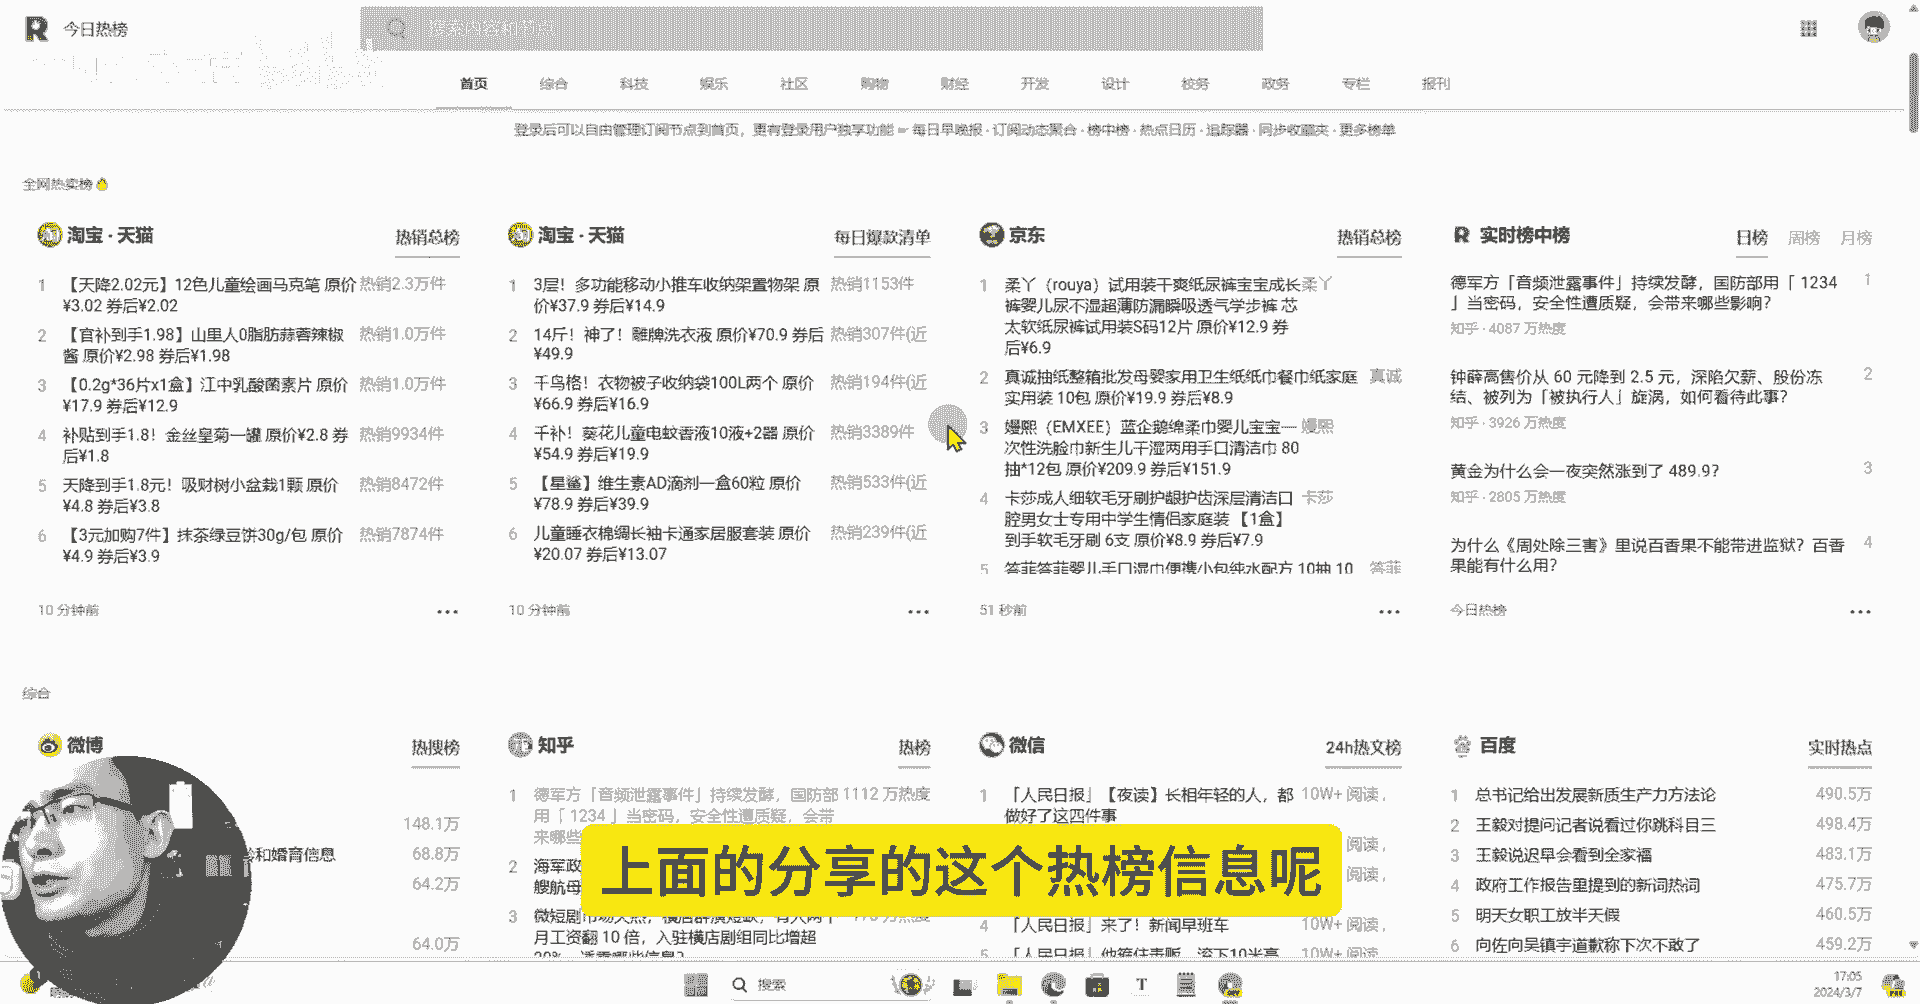 今日热榜
搜索内容和节点
首页 综合 科技 娱乐 社区 购物 财经 开发 设计 校务 政务 专栏 报刊
登录后可以自由管理订阅节点到首页，更有登录用户独享功能 - 每日早晚报 · 订阅动态聚合 · 榜中榜 · 热点日历 · 追踪器 · 同步收藏夹 · 更多榜单
全网热卖榜
淘宝 · 天猫 热销总榜
1 【天降2.02元】12色儿童绘画马克笔 原价 热销2.3万件
¥3.02 券后¥2.02
2 【官补到手1.98】山里人0脂肪蒜蓉辣椒 热销1.0万件
酱 原价¥2.98 券后¥1.98
3 【0.2g*36片x1盒】江中乳酸菌素片 原价 热销1.0万件
¥17.9 券后¥12.9
4 补贴到手1.8！金丝皇菊一罐 原价¥2.8 券 热销9934件
后¥1.8
5 天降到手1.8元！吸财树小盆栽1颗 原价 热销8472件
¥4.8 券后¥3.8
6 【3元加购7件】抹茶绿豆饼30g/包 原价 热销7874件
¥4.9 券后¥3.9
10 分钟前
淘宝 · 天猫 每日爆款清单
1 3层！多功能移动小推车收纳架置物架 原 热销1153件
价¥37.9 券后¥14.9
2 14斤！神了！雕牌洗衣液 原价¥70.9 券后 热销307件(近
¥49.9
3 千鸟格！衣物被子收纳袋100L两个 原价 热销194件(近
¥66.9 券后¥16.9
4 千补！葵花儿童电蚊香液10液+2器 原价 热销3389件
¥54.9 券后¥19.9
5 【星鲨】维生素AD滴剂一盒60粒 原价 热销533件(近
¥78.9 券后¥39.9
6 儿童睡衣棉绸长袖卡通家居服套装 原价 热销239件(近
¥20.07 券后¥13.07
10 分钟前
京东 热销总榜
1 柔丫（rouya）试用装干爽纸尿裤宝宝成长 柔丫
裤婴儿尿不湿超薄防漏瞬吸透气学步裤 芯
太软纸尿裤试用装S码12片 原价¥12.9 券
后¥6.9
2 真诚抽纸整箱批发母婴家用卫生纸纸巾餐巾纸家庭 真诚
实用装 10包 原价¥19.9 券后¥8.9
3 嫚熙（EMXEE）蓝企鹅绵柔巾婴儿宝宝一 嫚熙
次性洗脸巾新生儿干湿两用手口清洁巾 80
抽*12包 原价¥209.9 券后¥151.9
4 卡莎成人细软毛牙刷护龈护齿深层清洁口 卡莎
腔男女士专用中学生情侣家庭装 【1盒】
到手软毛牙刷 6支 原价¥8.9 券后¥7.9
5 答菲答菲婴儿手口湿巾便携小包纯水配方 10抽 10 答菲
51 秒前
实时榜中榜 日榜 周榜 月榜
德军方「音频泄露事件」持续发酵，国防部用「 1234 1
」当密码，安全性遭质疑，会带来哪些影响？
知乎 · 4087 万热度
钟薛高售价从 60 元降到 2.5 元，深陷欠薪、股份冻 2
结、被列为「被执行人」旋涡，如何看待此事？
知乎 · 3926 万热度
黄金为什么会一夜突然涨到了 489.9？ 3
知乎 · 2805 万热度
为什么《周处除三害》里说百香果不能带进监狱？百香 4
果能有什么用？
今日热榜
综合
微博 热搜榜
148.1万
和婚育信息 68.8万
64.2万
64.0万
知乎 热榜
1 德军方「音频泄露事件」持续发酵，国防部 1112 万热度
用「 1234 」当密码，安全性遭质疑，会带
来哪些
2 海军政
艘航母
3
月工资翻 10 倍，入驻横店剧组同比增超
微信 24h热文榜
1 「人民日报」【夜读】长相年轻的人，都 10W+ 阅读，
做好了这四件事
阅读，
阅读，
4 「人民日报」来了！新闻早班车 10W+ 阅读，
5 10W+ 阅读，
百度 实时热点
1 总书记给出发展新质生产力方法论 490.5万
2 王毅对提问记者说看过你跳科目三 498.4万
3 王毅说迟早会看到全家福 483.1万
4 政府工作报告里提到的新词热词 475.7万
5 明天女职工放半天假 460.5万
6 向佐向吴镇宇道歉称下次不敢了 459.2万
上面的分享的这个热榜信息呢
搜索
17:05
2024/3/7